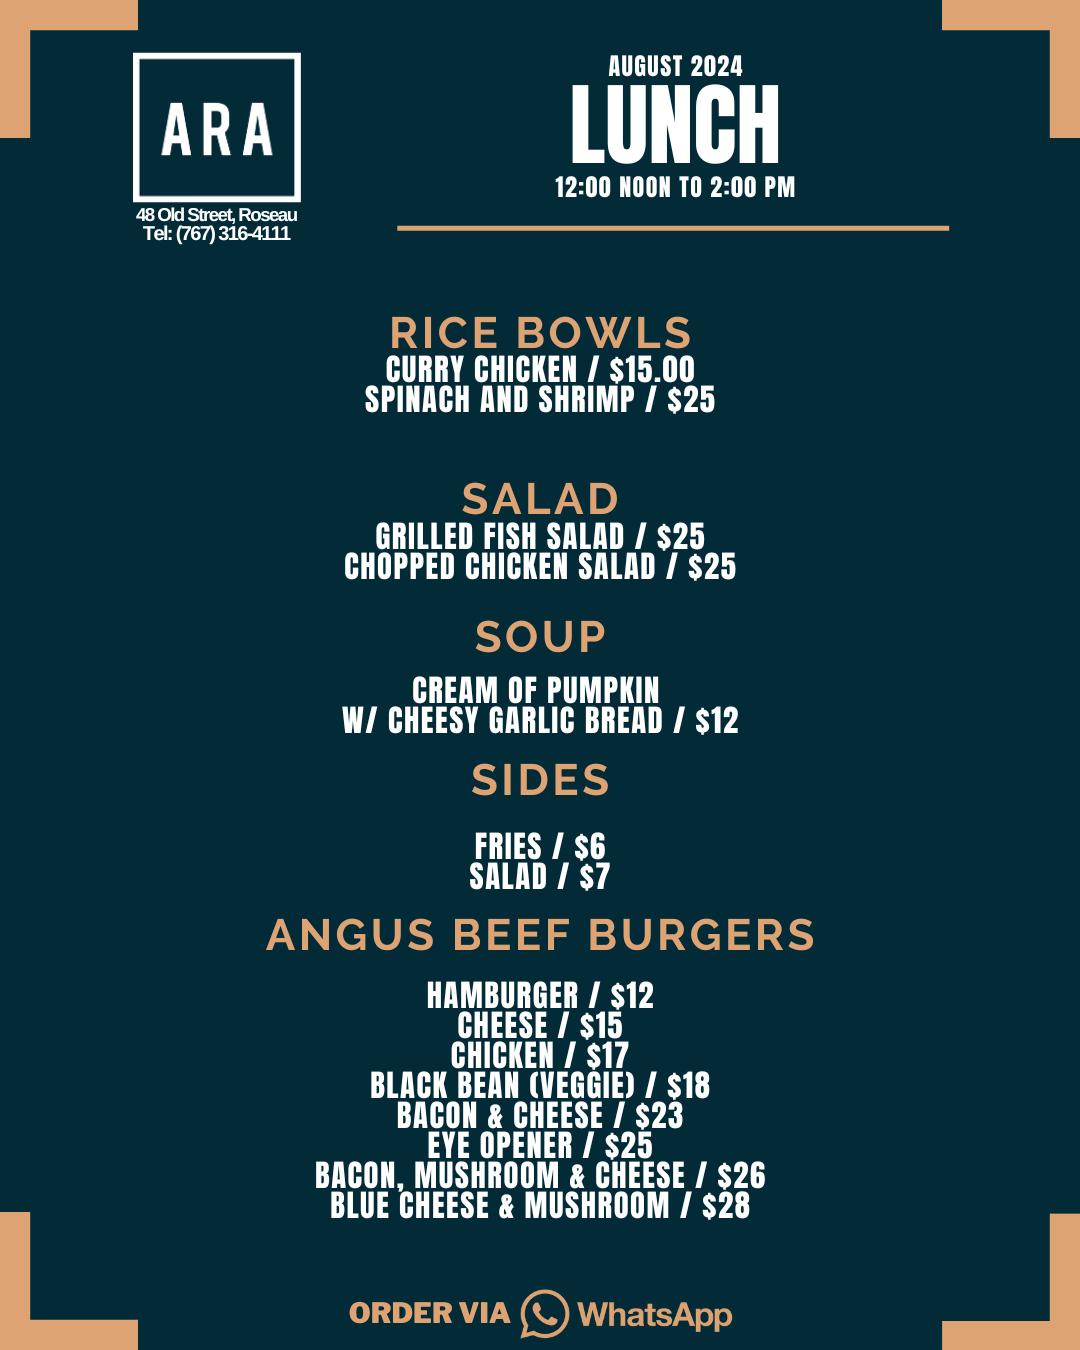 ARA
48 Old Street, Roseau
Tel: (767) 316-4111
AUGUST 2024
LUNCH
12:00 NOON TO 2:00 PM
RICE BOWLS
CURRY CHICKEN / $15.00
SPINACH AND SHRIMP / $25
SALAD
GRILLED FISH SALAD / $25
CHOPPED CHICKEN SALAD / $25
SOUP
CREAM OF PUMPKIN
W/ CHEESY GARLIC BREAD / $12
SIDES
FRIES / $6
SALAD / $7
ANGUS BEEF BURGERS
HAMBURGER / $12
CHEESE / $15
CHICKEN / $17
BLACK BEAN (VEGGIE) / $18
BACON & CHEESE / $23
EYE OPENER / $25
BACON, MUSHROOM & CHEESE / $26
BLUE CHEESE & MUSHROOM / $28
ORDER VIA WhatsApp